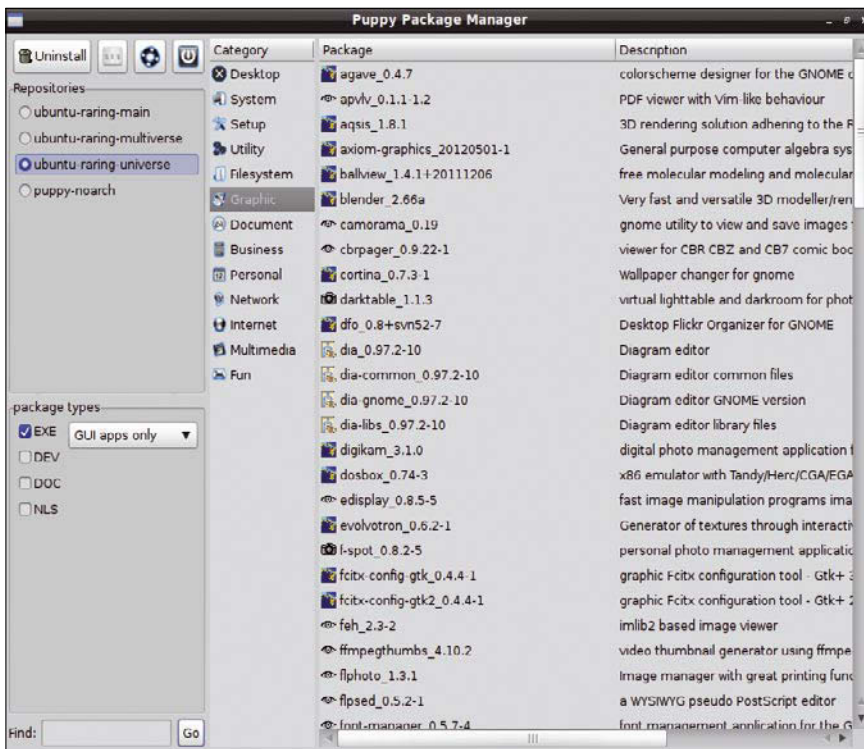 Puppy Package Manager
Uninstall
Repositories
ubuntu-raring-main
ubuntu-raring-multiverse
ubuntu-raring-universe
puppy-noarch
package types
EXE GUI apps only
DEV
DOC
NLS
Find: Go
Category
Desktop
System
Setup
Utility
Filesystem
Graphic
Document
Business
Personal
Network
Internet
Multimedia
Fun
Package Description
agave_0.4.7 colorscheme designer for the GNOME
apvlv_0.1.1-1.2 PDF viewer with Vim-like behaviour
aqsis_1.8.1 3D rendering solution adhering to the
axiom-graphics_20120501-1 General purpose computer algebra sys
ballview_1.4.1+20111206 free molecular modeling and molecular
blender_2.66a Very fast and versatile 3D modeller/ren
camorama_0.19 gnome utility to view and save images
cbrpager_0.9.22-1 viewer for CBR CBZ and CB7 comic boo
cortina_0.7.3-1 Wallpaper changer for gnome
darktable_1.1.3 virtual lighttable and darkroom for phot
dfo_0.8+svn52-7 Desktop Flickr Organizer for GNOME
dia_0.97.2-10 Diagram editor
dia-common_0.97.2-10 Diagram editor common files
dia-gnome_0.97.2-10 Diagram editor GNOME version
dia-libs_0.97.2-10 Diagram editor library files
digikam_3.1.0 digital photo management application
dosbox_0.74-3 x86 emulator with Tandy/Herc/CGA/EGA
edisplay_0.8.5-5 fast image manipulation programs ima
evolvotron_0.6.2-1 Generator of textures through interacti
f-spot_0.8.2-5 personal photo management applicatio
fcitx-config-gtk_0.4.4-1 graphic Fcitx configuration tool - Gtk+
fcitx-config-gtk2_0.4.4-1 graphic Fcitx configuration tool - Gtk+
feh_2.3-2 imlib2 based image viewer
ffmpegthumbs_4.10.2 video thumbnail generator using ffmpe
flphoto_1.3.1 Image manager with great printing func
flpsed_0.5.2-1 a WYSIWYG pseudo PostScript editor
font-manager_0.5.7-4 font management application for the G